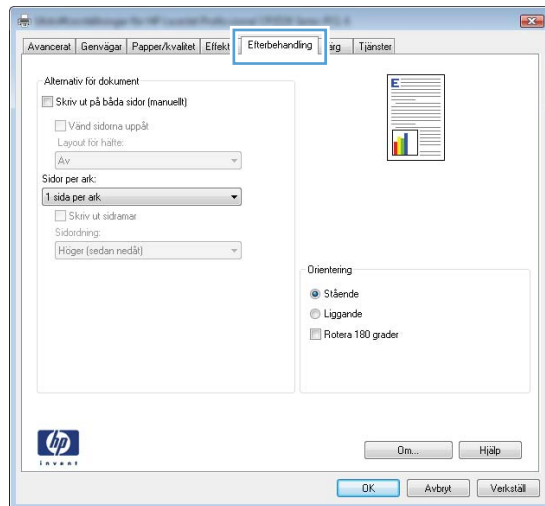 Avancerat Genvägar Papper/kvalitet Effekt Efterbehandling ärg Tjänster
Alternativ för dokument
Skriv ut på båda sidor (manuellt)
Vänd sidorna uppåt
Layout för häfte:
Av
Sidor per ark:
1 sida per ark
Skriv ut sidramar
Sidordning:
Höger (sedan nedåt)
E
Orientering
Stående
Liggande
Rotera 180 grader
hp
invent
Om... Hjälp
OK Avbryt Verkställ